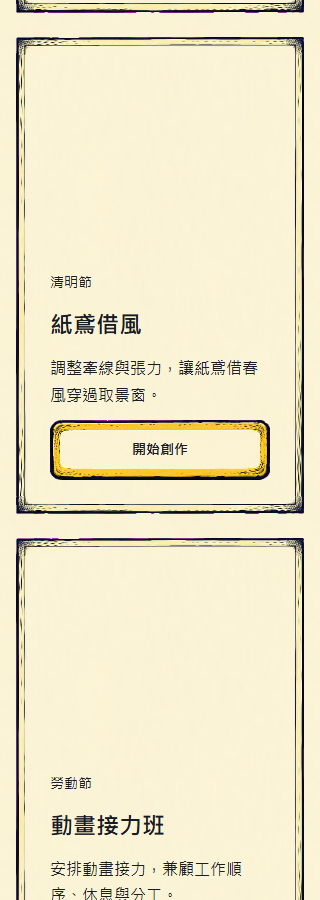 清明節
紙鳶借風
調整牽線與張力，讓紙鳶借春
風穿過取景窗。
開始創作
勞動節
動畫接力班
安排動畫接力，兼顧工作順
序、休息與分工。